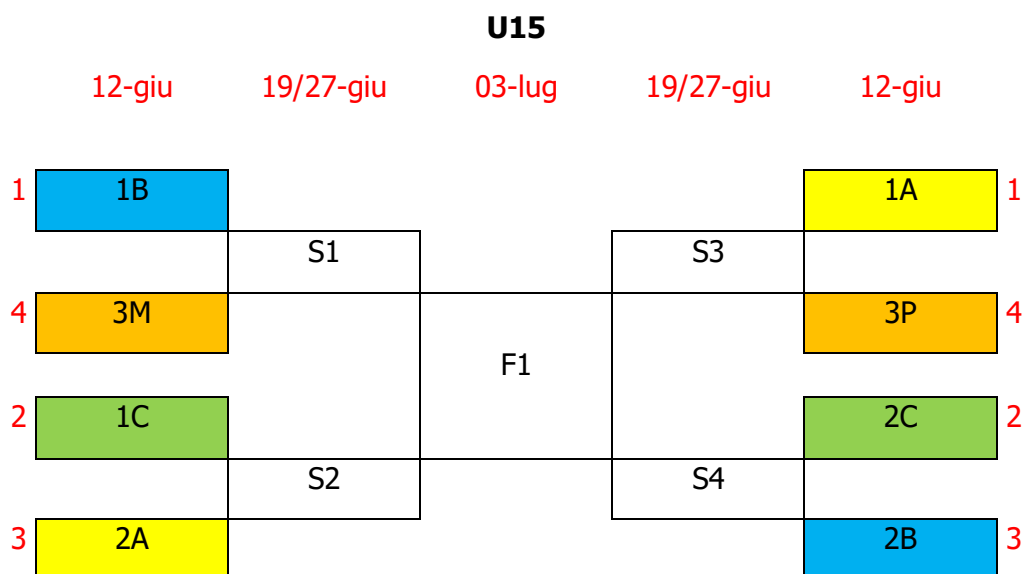 U15
12-giu 19/27-giu 03-lug 19/27-giu 12-giu
1 1B 1A 1
S1 S3
4 3M 3P 4
F1
2 1C 2C 2
S2 S4
3 2A 2B 3